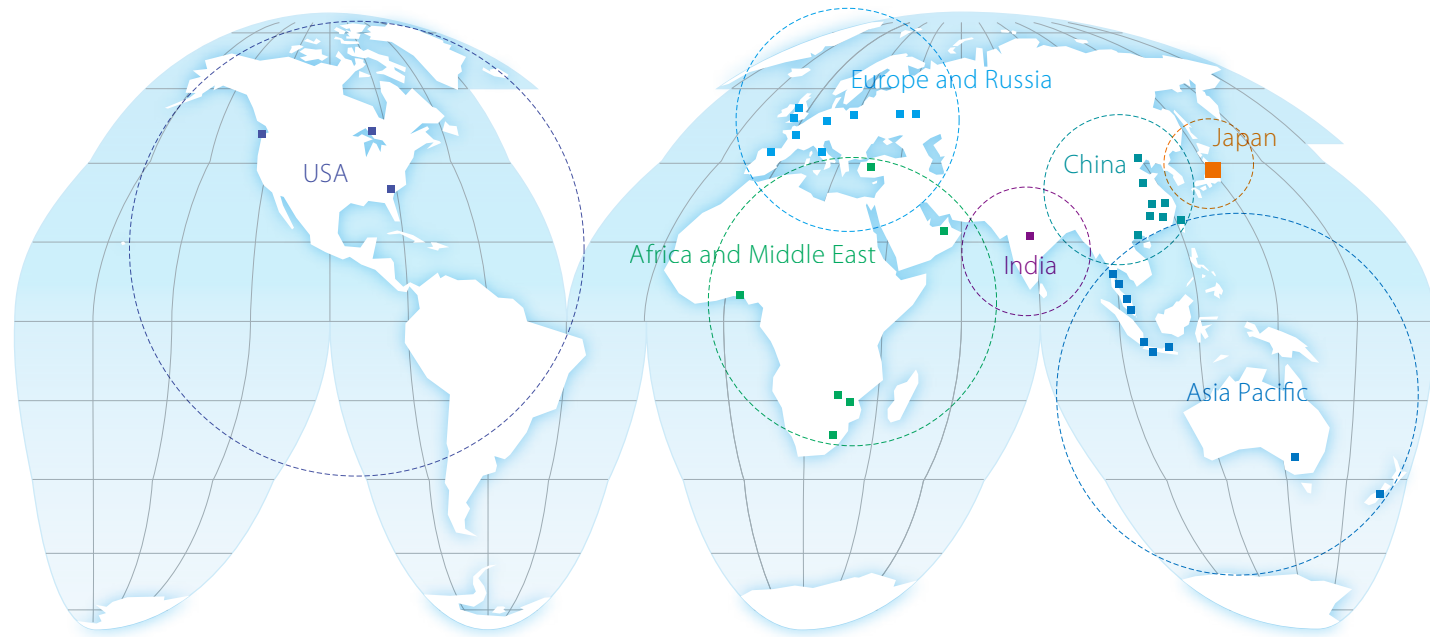 Europe and Russia
Japan
China
USA
Africa and Middle East
India
Asia Pacific